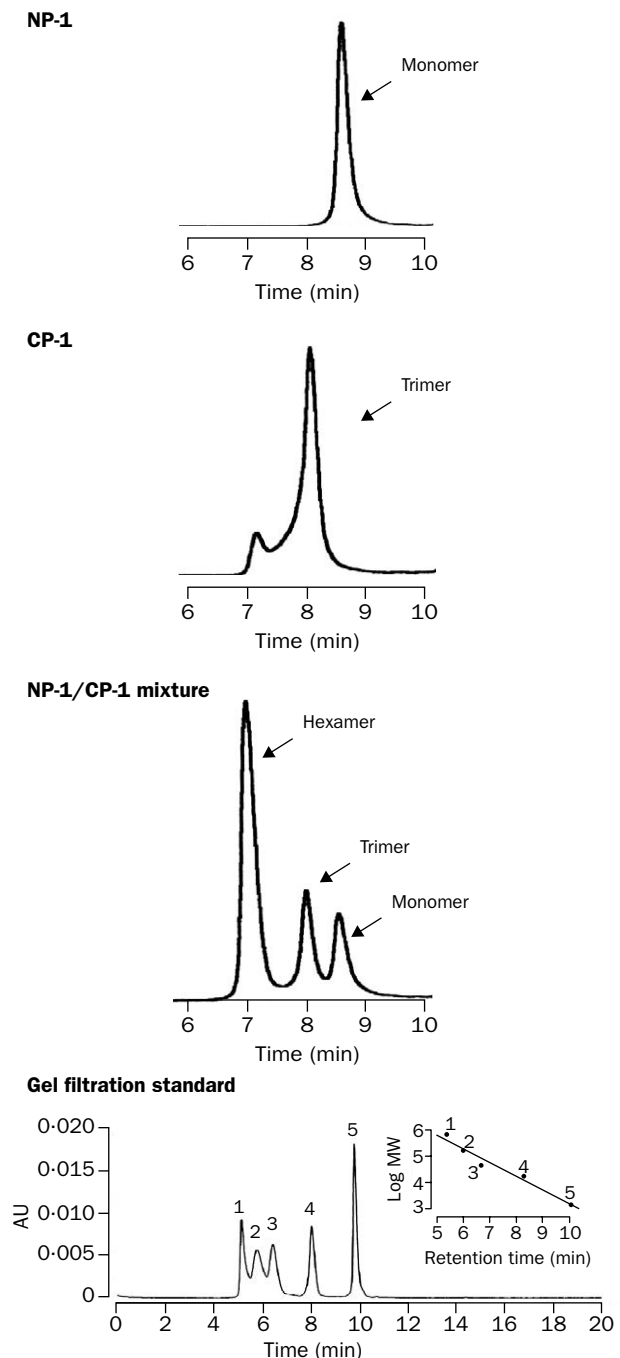 NP-1
Monomer
6 7 8 9 10
Time (min)
CP-1
Trimer
6 7 8 9 10
Time (min)
NP-1/CP-1 mixture
Hexamer
Trimer
Monomer
6 7 8 9 10
Time (min)
Gel filtration standard
0·020
0·015
0·010
0·005
0
AU
1 2 3 4 5
0 2 4 6 8 10 12 14 16 18 20
Time (min)
6
5
4
3
Log MW
1
2
3
4
5
5 6 7 8 9 10
Retention time (min)